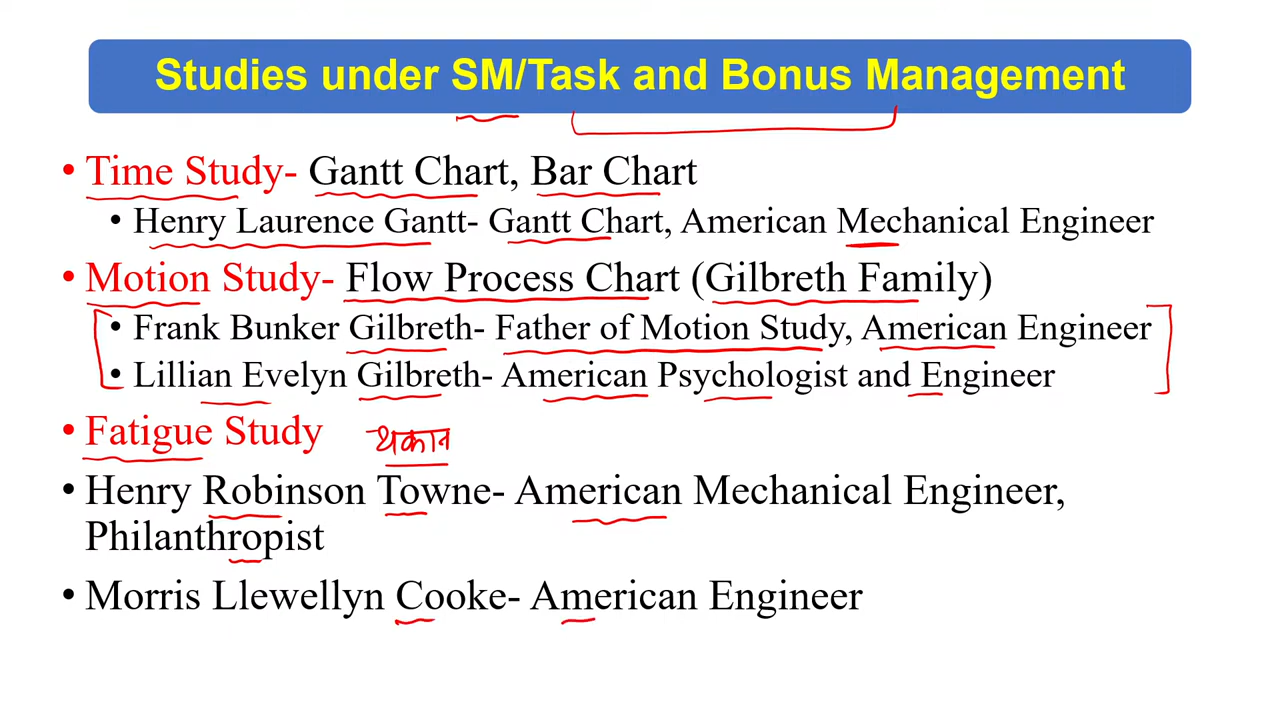 Studies under SM/Task and Bonus Management
• Time Study- Gantt Chart, Bar Chart
• Henry Laurence Gantt- Gantt Chart, American Mechanical Engineer
• Motion Study- Flow Process Chart (Gilbreth Family)
• Frank Bunker Gilbreth- Father of Motion Study, American Engineer
• Lillian Evelyn Gilbreth- American Psychologist and Engineer
• Fatigue Study थकान
• Henry Robinson Towne- American Mechanical Engineer,
Philanthropist
• Morris Llewellyn Cooke- American Engineer